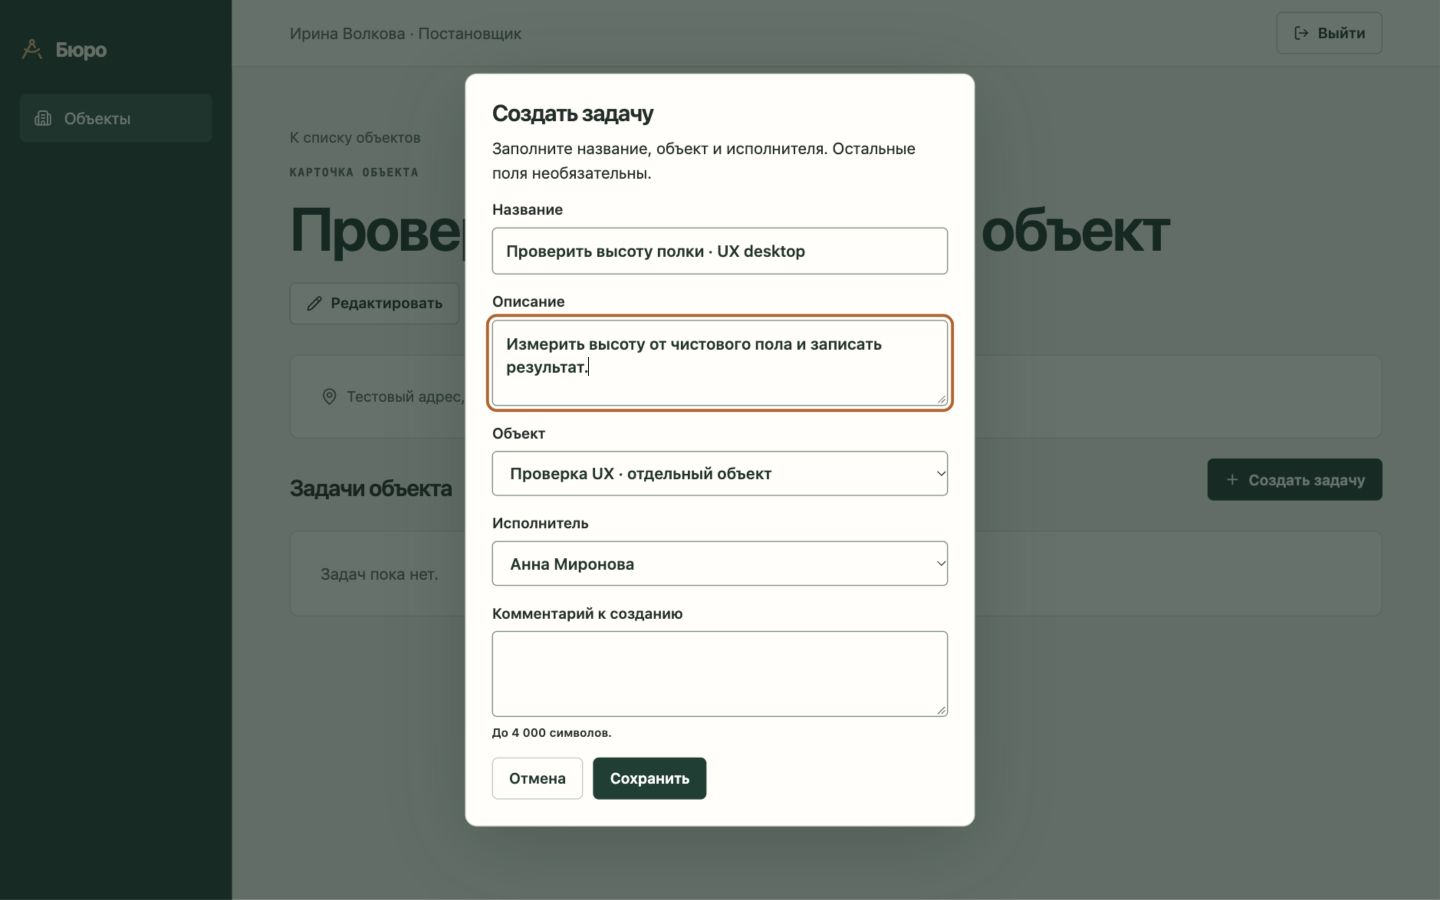 Бюро
Объекты
Ирина Волкова · Постановщик
Выйти
К списку объектов
КАРТОЧКА ОБЪЕКТА
объект
Редактировать
Тестовый адрес,
Задачи объекта
Создать задачу
Задач пока нет.
Создать задачу
Заполните название, объект и исполнителя. Остальные
поля необязательны.
Название
Проверить высоту полки · UX desktop
Описание
Измерить высоту от чистового пола и записать
результат.
Объект
Проверка UX · отдельный объект
Исполнитель
Анна Миронова
Комментарий к созданию
До 4 000 символов.
Отмена
Сохранить